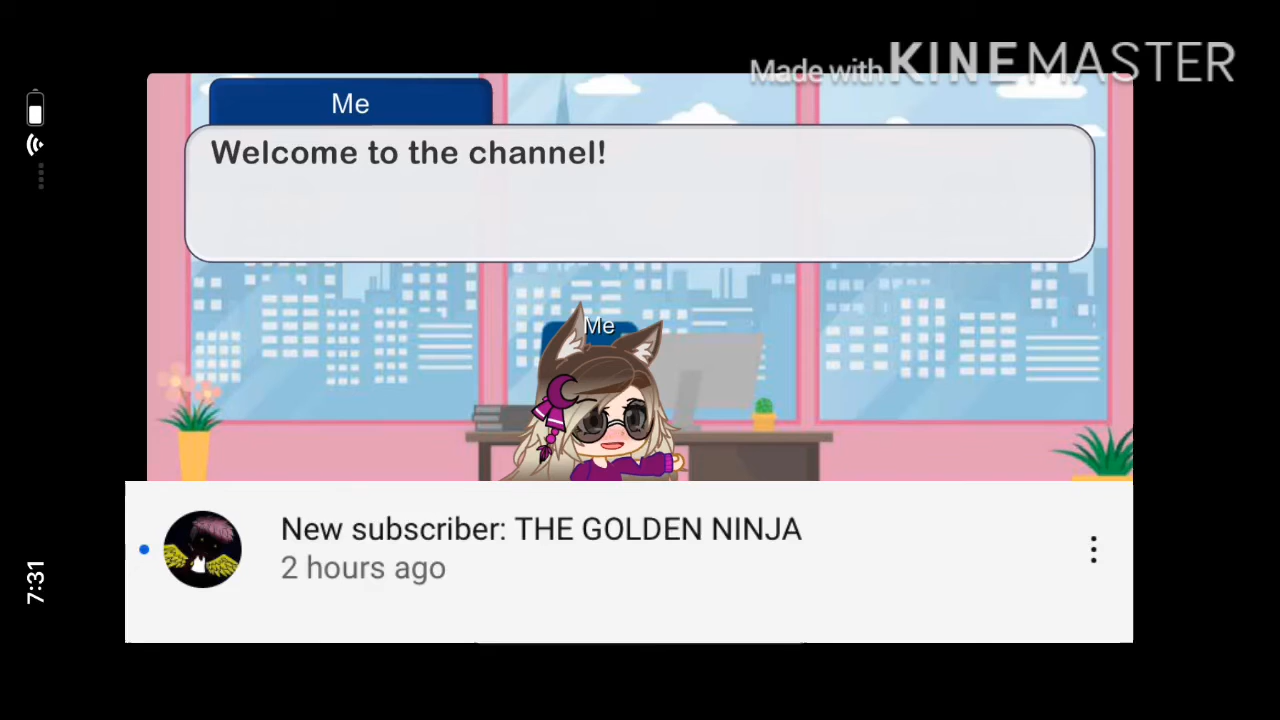 Made with KINEMASTER
Me
Welcome to the channel!
Me
New subscriber: THE GOLDEN NINJA
2 hours ago
7:31